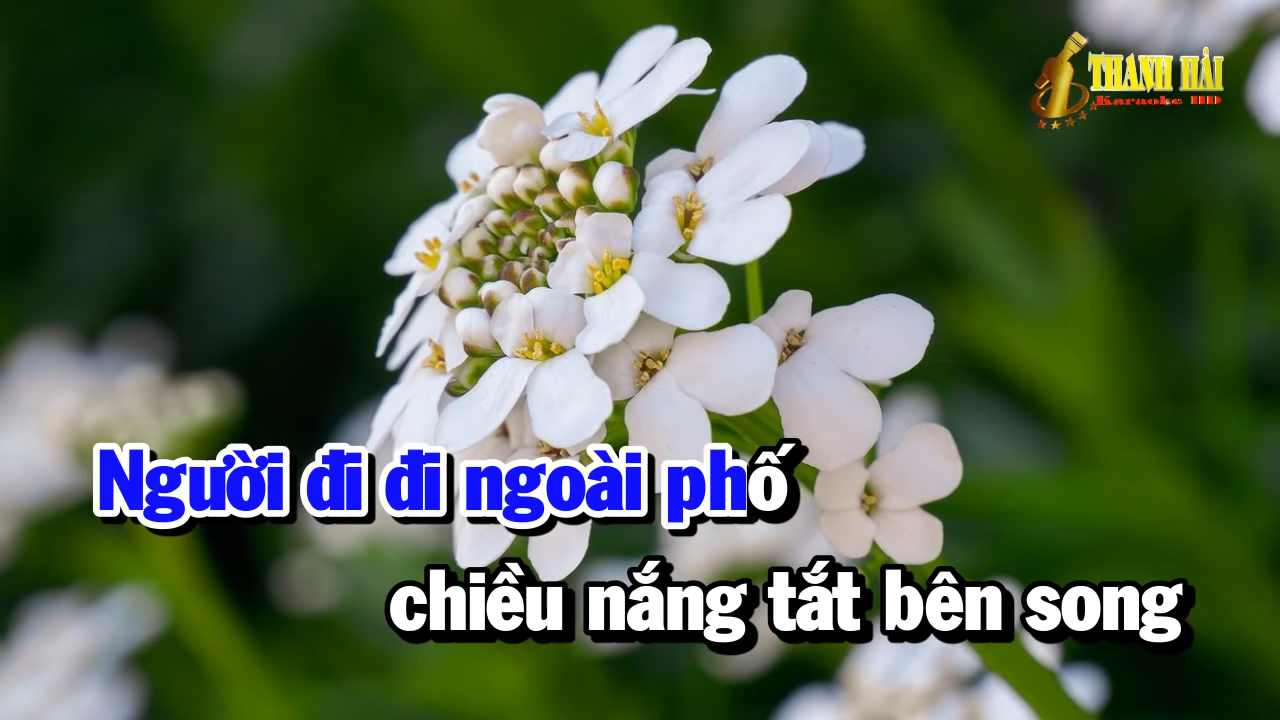 THANH HẢI
Karaoke HD
Người đi đi ngoài phố
chiều nắng tắt bên song